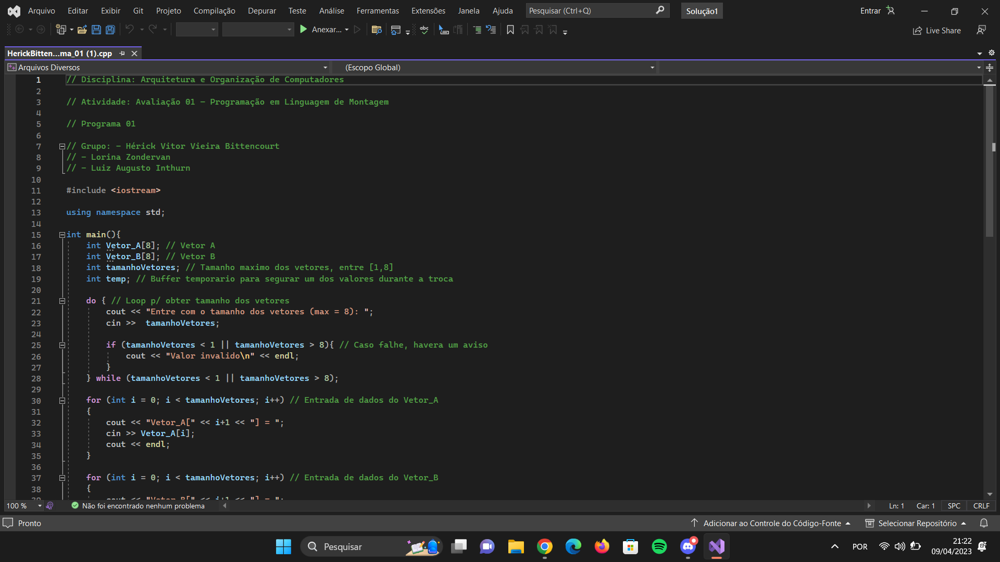 Arquivo Editar Exibir Git Projeto Compilação Depurar Teste Análise Ferramentas Extensões Janela Ajuda Pesquisar (Ctrl+Q) Solução1 Entrar
Anexar... abc Live Share
HerickBitten...ma_01 (1).cpp
Arquivos Diversos (Escopo Global)
1 // Disciplina: Arquitetura e Organização de Computadores
2
3 // Atividade: Avaliação 01 – Programação em Linguagem de Montagem
4
5 // Programa 01
6
7 // Grupo: - Hérick Vitor Vieira Bittencourt
8 // - Lorina Zondervan
9 // - Luiz Augusto Inthurn
10
11 #include <iostream>
12
13 using namespace std;
14
15 int main(){
16 int Vetor_A[8]; // Vetor A
17 int Vetor_B[8]; // Vetor B
18 int tamanhoVetores; // Tamanho maximo dos vetores, entre [1,8]
19 int temp; // Buffer temporario para segurar um dos valores durante a troca
20
21 do { // Loop p/ obter tamanho dos vetores
22 cout << "Entre com o tamanho dos vetores (max = 8): ";
23 cin >>  tamanhoVetores;
24
25 if (tamanhoVetores < 1 || tamanhoVetores > 8){ // Caso falhe, havera um aviso
26 cout << "Valor invalido\n" << endl;
27 }
28 } while (tamanhoVetores < 1 || tamanhoVetores > 8);
29
30 for (int i = 0; i < tamanhoVetores; i++) // Entrada de dados do Vetor_A
31 {
32 cout << "Vetor_A[" << i+1 << "] = ";
33 cin >> Vetor_A[i];
34 cout << endl;
35 }
36
37 for (int i = 0; i < tamanhoVetores; i++) // Entrada de dados do Vetor_B
38 {
39 cout << "Vetor_B[" << i+1 << "] = ";
100 % Não foi encontrado nenhum problema Ln: 1 Car: 1 SPC CRLF
Pronto Adicionar ao Controle do Código-Fonte Selecionar Repositório
Pesquisar POR 21:22
09/04/2023